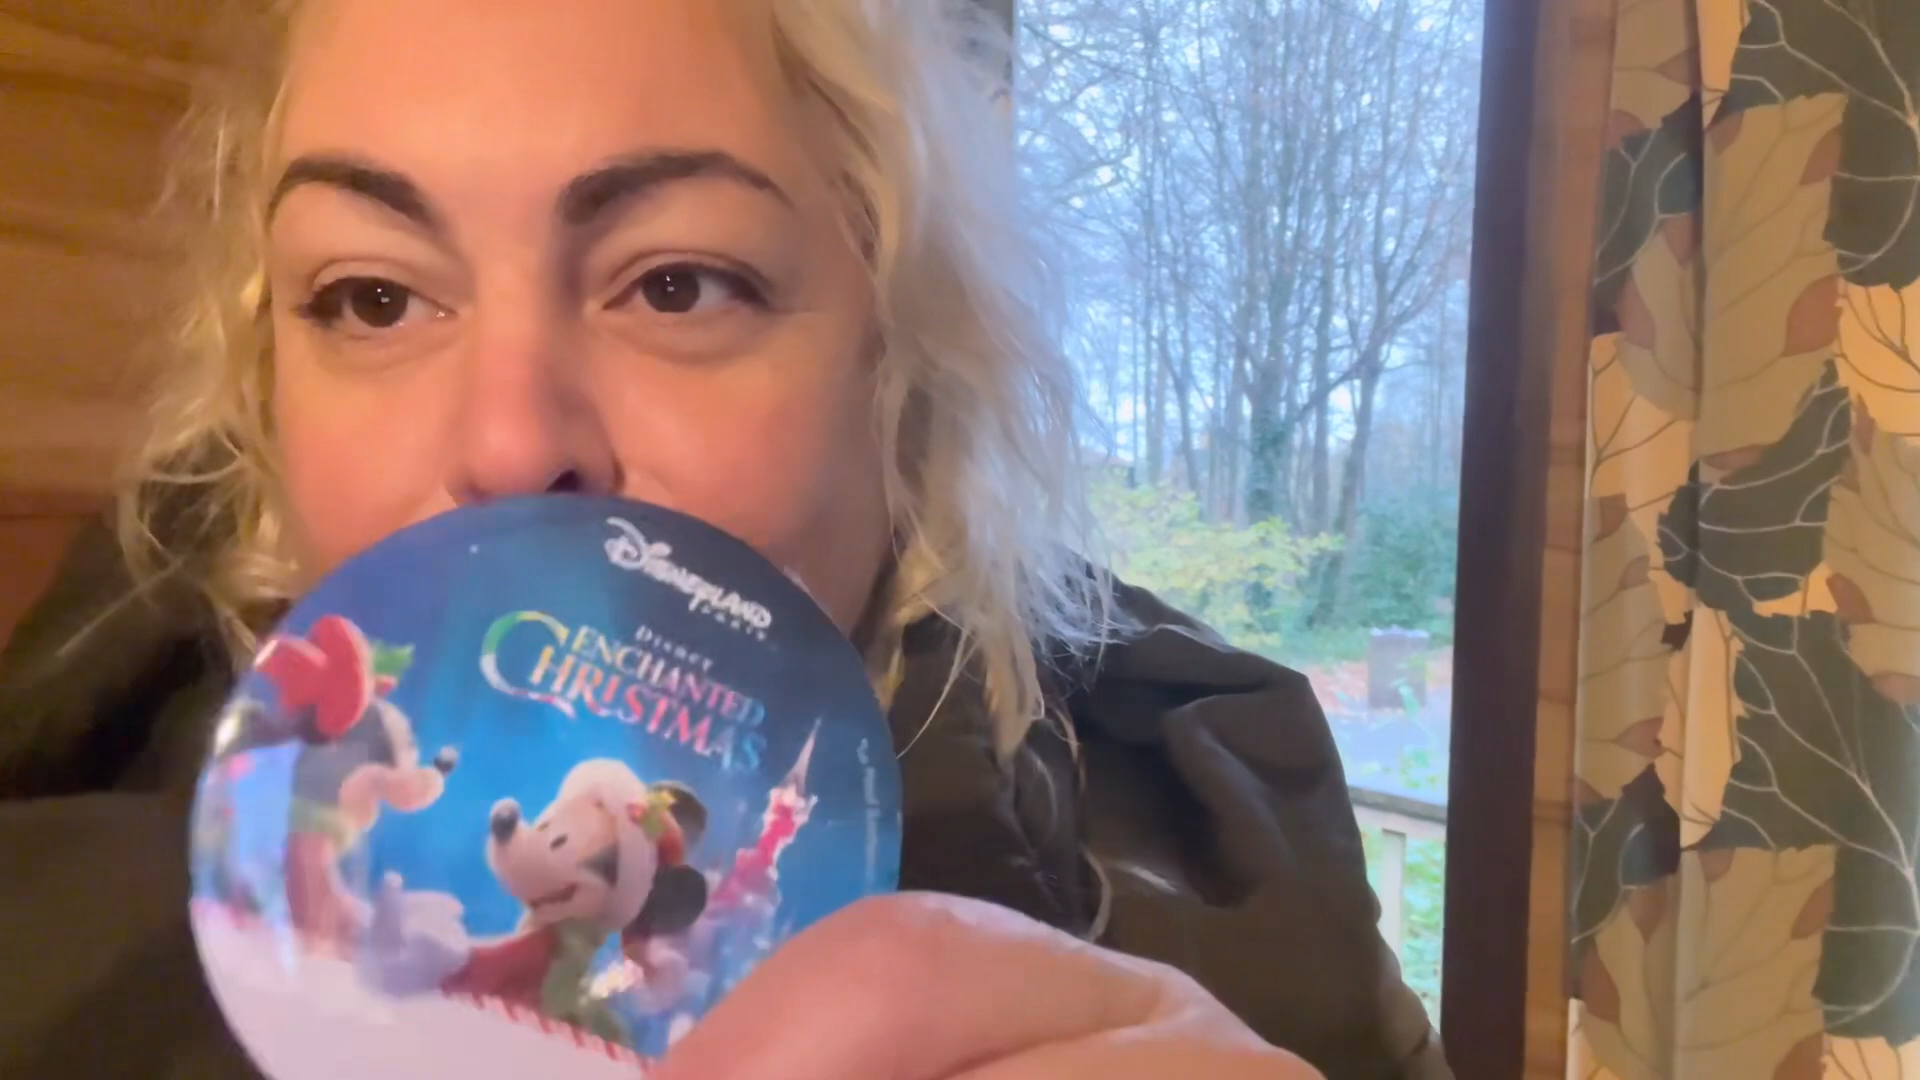 Disneyland
PARIS
Disney
ENCHANTED
CHRISTMAS